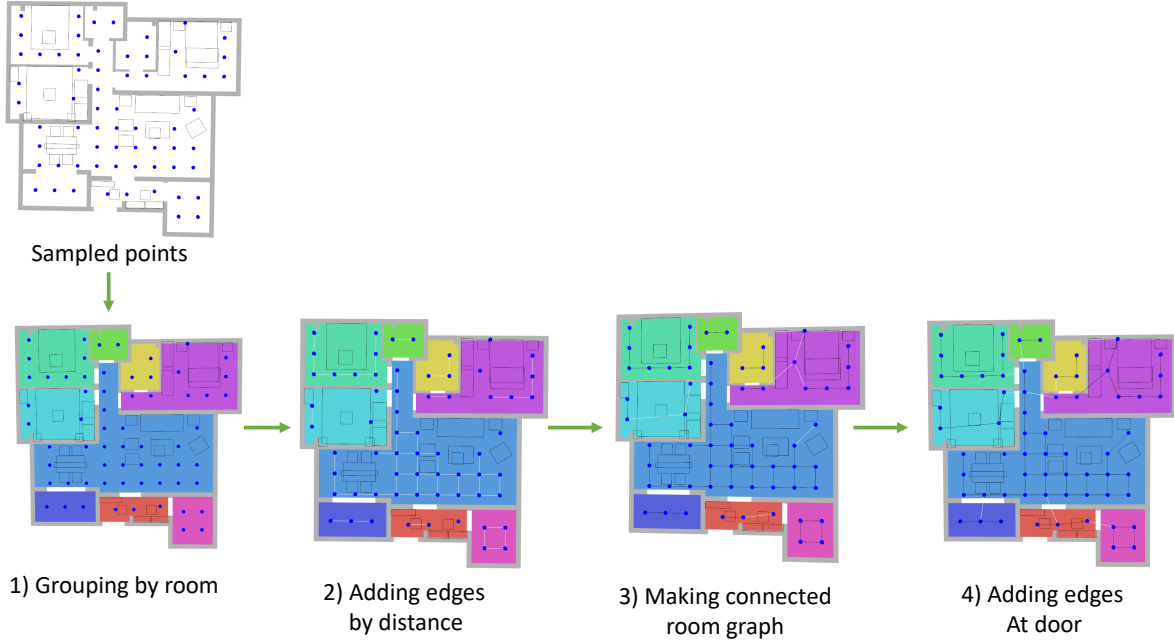 Sampled points
1) Grouping by room
2) Adding edges
by distance
3) Making connected
room graph
4) Adding edges
At door